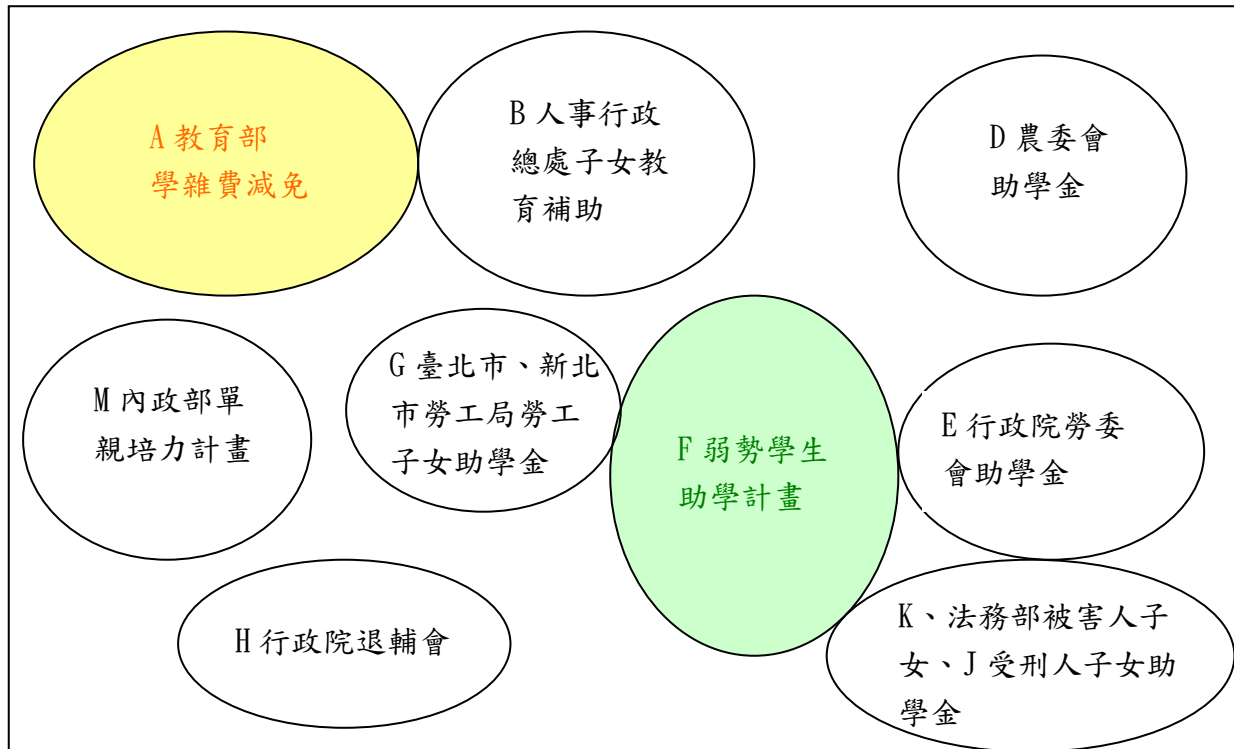 A 教育部
學雜費減免
B 人事行政
總處子女教
育補助
D 農委會
助學金
M 內政部單
親培力計畫
G 臺北市、新北
市勞工局勞工
子女助學金
F 弱勢學生
助學計畫
E 行政院勞委
會助學金
H 行政院退輔會
K、法務部被害人子
女、J 受刑人子女助
學金